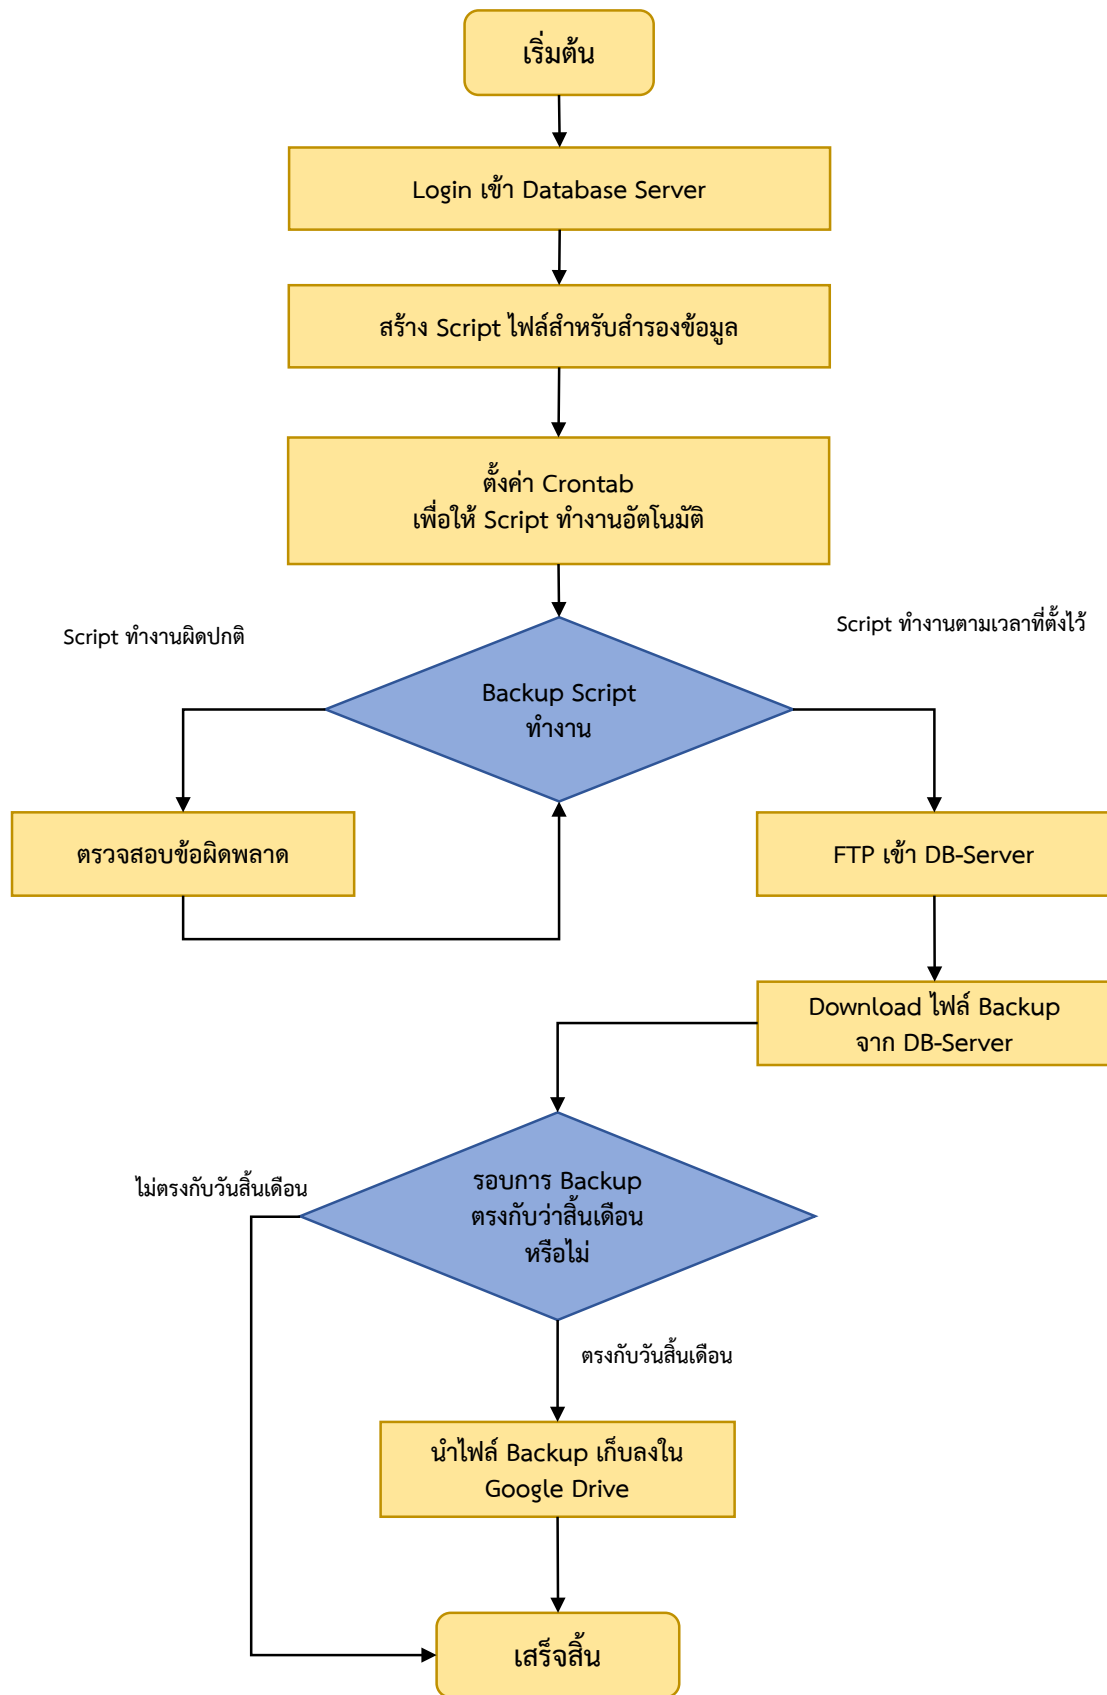 เริ่มต้น
Login เข้า Database Server
สร้าง Script ไฟล์สำหรับสำรองข้อมูล
ตั้งค่า Crontab
เพื่อให้ Script ทำงานอัตโนมัติ
Script ทำงานผิดปกติ
Script ทำงานตามเวลาที่ตั้งไว้
Backup Script
ทำงาน
ตรวจสอบข้อผิดพลาด
FTP เข้า DB-Server
Download ไฟล์ Backup
จาก DB-Server
ไม่ตรงกับวันสิ้นเดือน
รอบการ Backup
ตรงกับว่าสิ้นเดือน
หรือไม่
ตรงกับวันสิ้นเดือน
นำไฟล์ Backup เก็บลงใน
Google Drive
เสร็จสิ้น